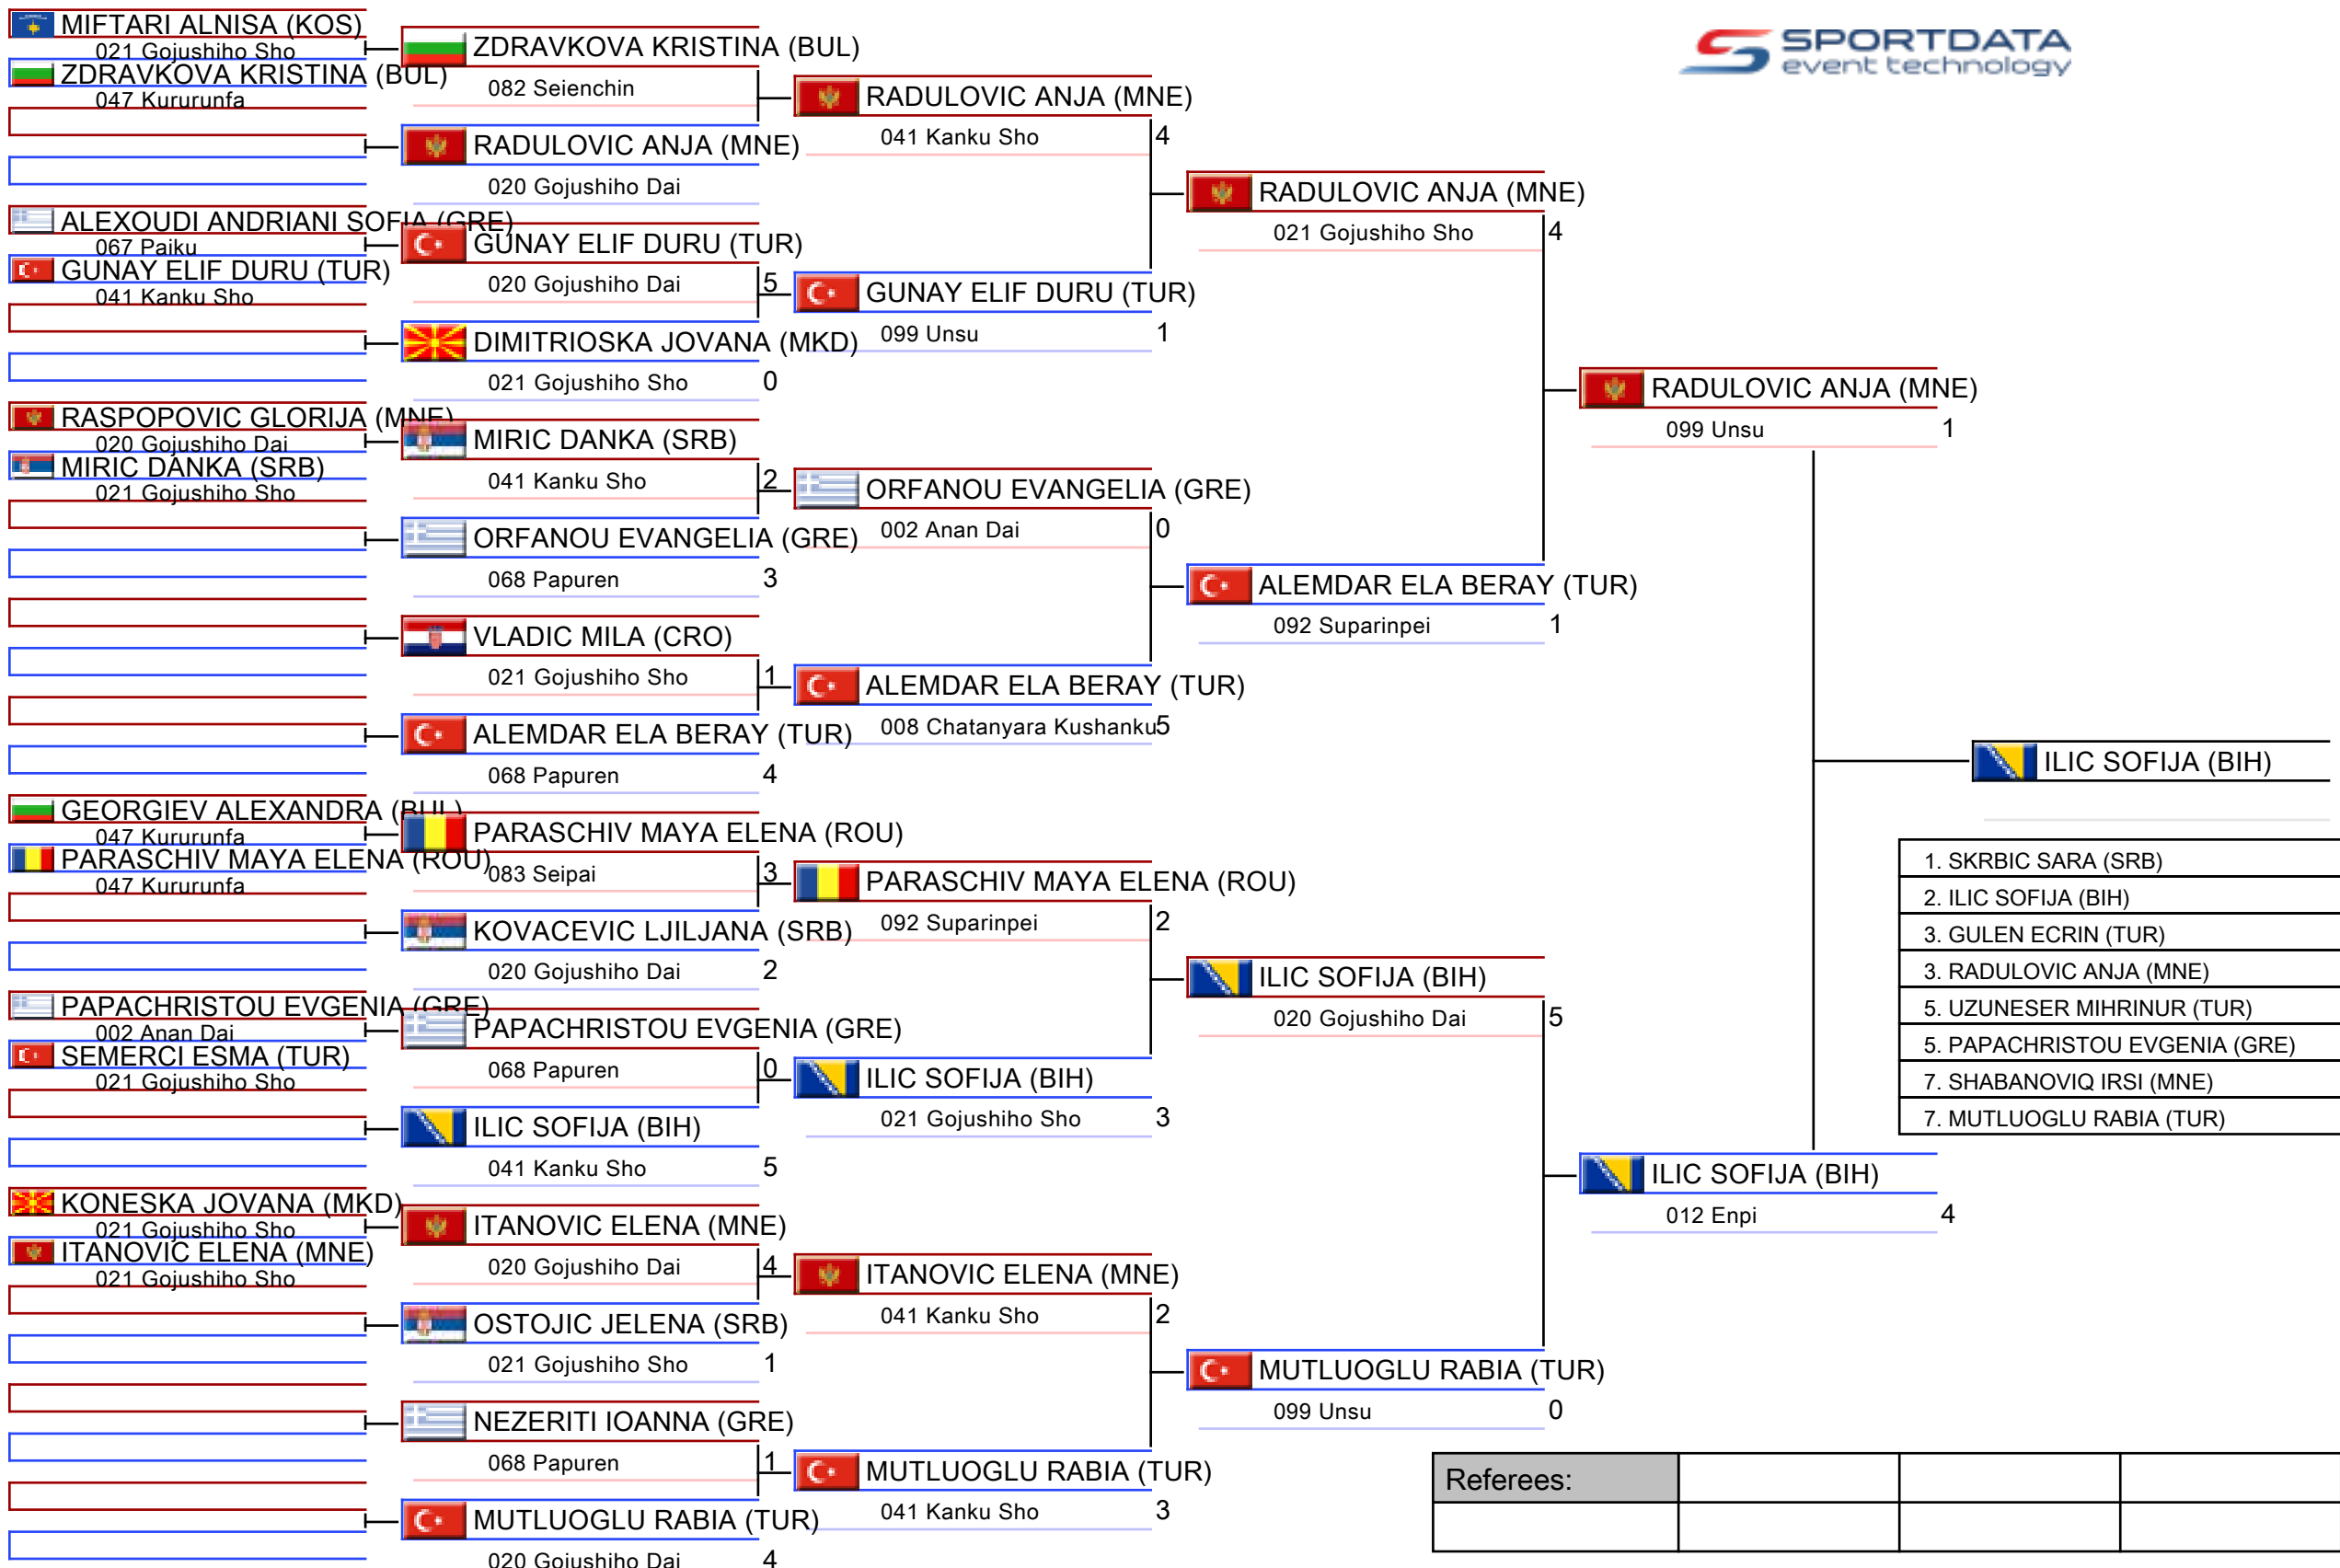 MIFTARI ALNISA (KOS)
021 Gojushiho Sho
ZDRAVKOVA KRISTINA (BUL)
047 Kururunfa
ALEXOUDI ANDRIANI SOFIA (GRE)
067 Paiku
GUNAY ELIF DURU (TUR)
041 Kanku Sho
RASPOPOVIC GLORIJA (MNE)
020 Gojushiho Dai
MIRIC DANKA (SRB)
021 Gojushiho Sho
GEORGIEV ALEXANDRA (BUL)
047 Kururunfa
PARASCHIV MAYA ELENA (ROU)
047 Kururunfa
PAPACHRISTOU EVGENIA (GRE)
002 Anan Dai
SEMERCI ESMA (TUR)
021 Gojushiho Sho
KONESKA JOVANA (MKD)
021 Gojushiho Sho
ITANOVIC ELENA (MNE)
021 Gojushiho Sho
ZDRAVKOVA KRISTINA (BUL)
082 Seienchin
RADULOVIC ANJA (MNE)
020 Gojushiho Dai
GUNAY ELIF DURU (TUR)
020 Gojushiho Dai 5
DIMITRIOSKA JOVANA (MKD)
021 Gojushiho Sho 0
MIRIC DANKA (SRB)
041 Kanku Sho 2
ORFANOU EVANGELIA (GRE)
068 Papuren 3
VLADIC MILA (CRO)
021 Gojushiho Sho 1
ALEMDAR ELA BERAY (TUR)
068 Papuren 4
PARASCHIV MAYA ELENA (ROU)
083 Seipai 3
KOVACEVIC LJILJANA (SRB)
020 Gojushiho Dai 2
PAPACHRISTOU EVGENIA (GRE)
068 Papuren 0
ILIC SOFIJA (BIH)
041 Kanku Sho 5
ITANOVIC ELENA (MNE)
020 Gojushiho Dai 4
OSTOJIC JELENA (SRB)
021 Gojushiho Sho 1
NEZERITI IOANNA (GRE)
068 Papuren 1
MUTLUOGLU RABIA (TUR)
020 Gojushiho Dai 4
RADULOVIC ANJA (MNE)
041 Kanku Sho 4
GUNAY ELIF DURU (TUR)
099 Unsu 1
ORFANOU EVANGELIA (GRE)
002 Anan Dai 0
ALEMDAR ELA BERAY (TUR)
008 Chatanyara Kushanku 5
PARASCHIV MAYA ELENA (ROU)
092 Suparinpei 2
ILIC SOFIJA (BIH)
021 Gojushiho Sho 3
ITANOVIC ELENA (MNE)
041 Kanku Sho 2
MUTLUOGLU RABIA (TUR)
041 Kanku Sho 3
RADULOVIC ANJA (MNE)
021 Gojushiho Sho 4
ALEMDAR ELA BERAY (TUR)
092 Suparinpei 1
ILIC SOFIJA (BIH)
020 Gojushiho Dai 5
MUTLUOGLU RABIA (TUR)
099 Unsu 0
RADULOVIC ANJA (MNE)
099 Unsu 1
ILIC SOFIJA (BIH)
012 Enpi 4
SPORTDATA
event technology
ILIC SOFIJA (BIH)
1. SKRBIC SARA (SRB)
2. ILIC SOFIJA (BIH)
3. GULEN ECRIN (TUR)
3. RADULOVIC ANJA (MNE)
5. UZUNESER MIHRINUR (TUR)
5. PAPACHRISTOU EVGENIA (GRE)
7. SHABANOVIQ IRSI (MNE)
7. MUTLUOGLU RABIA (TUR)
Referees: